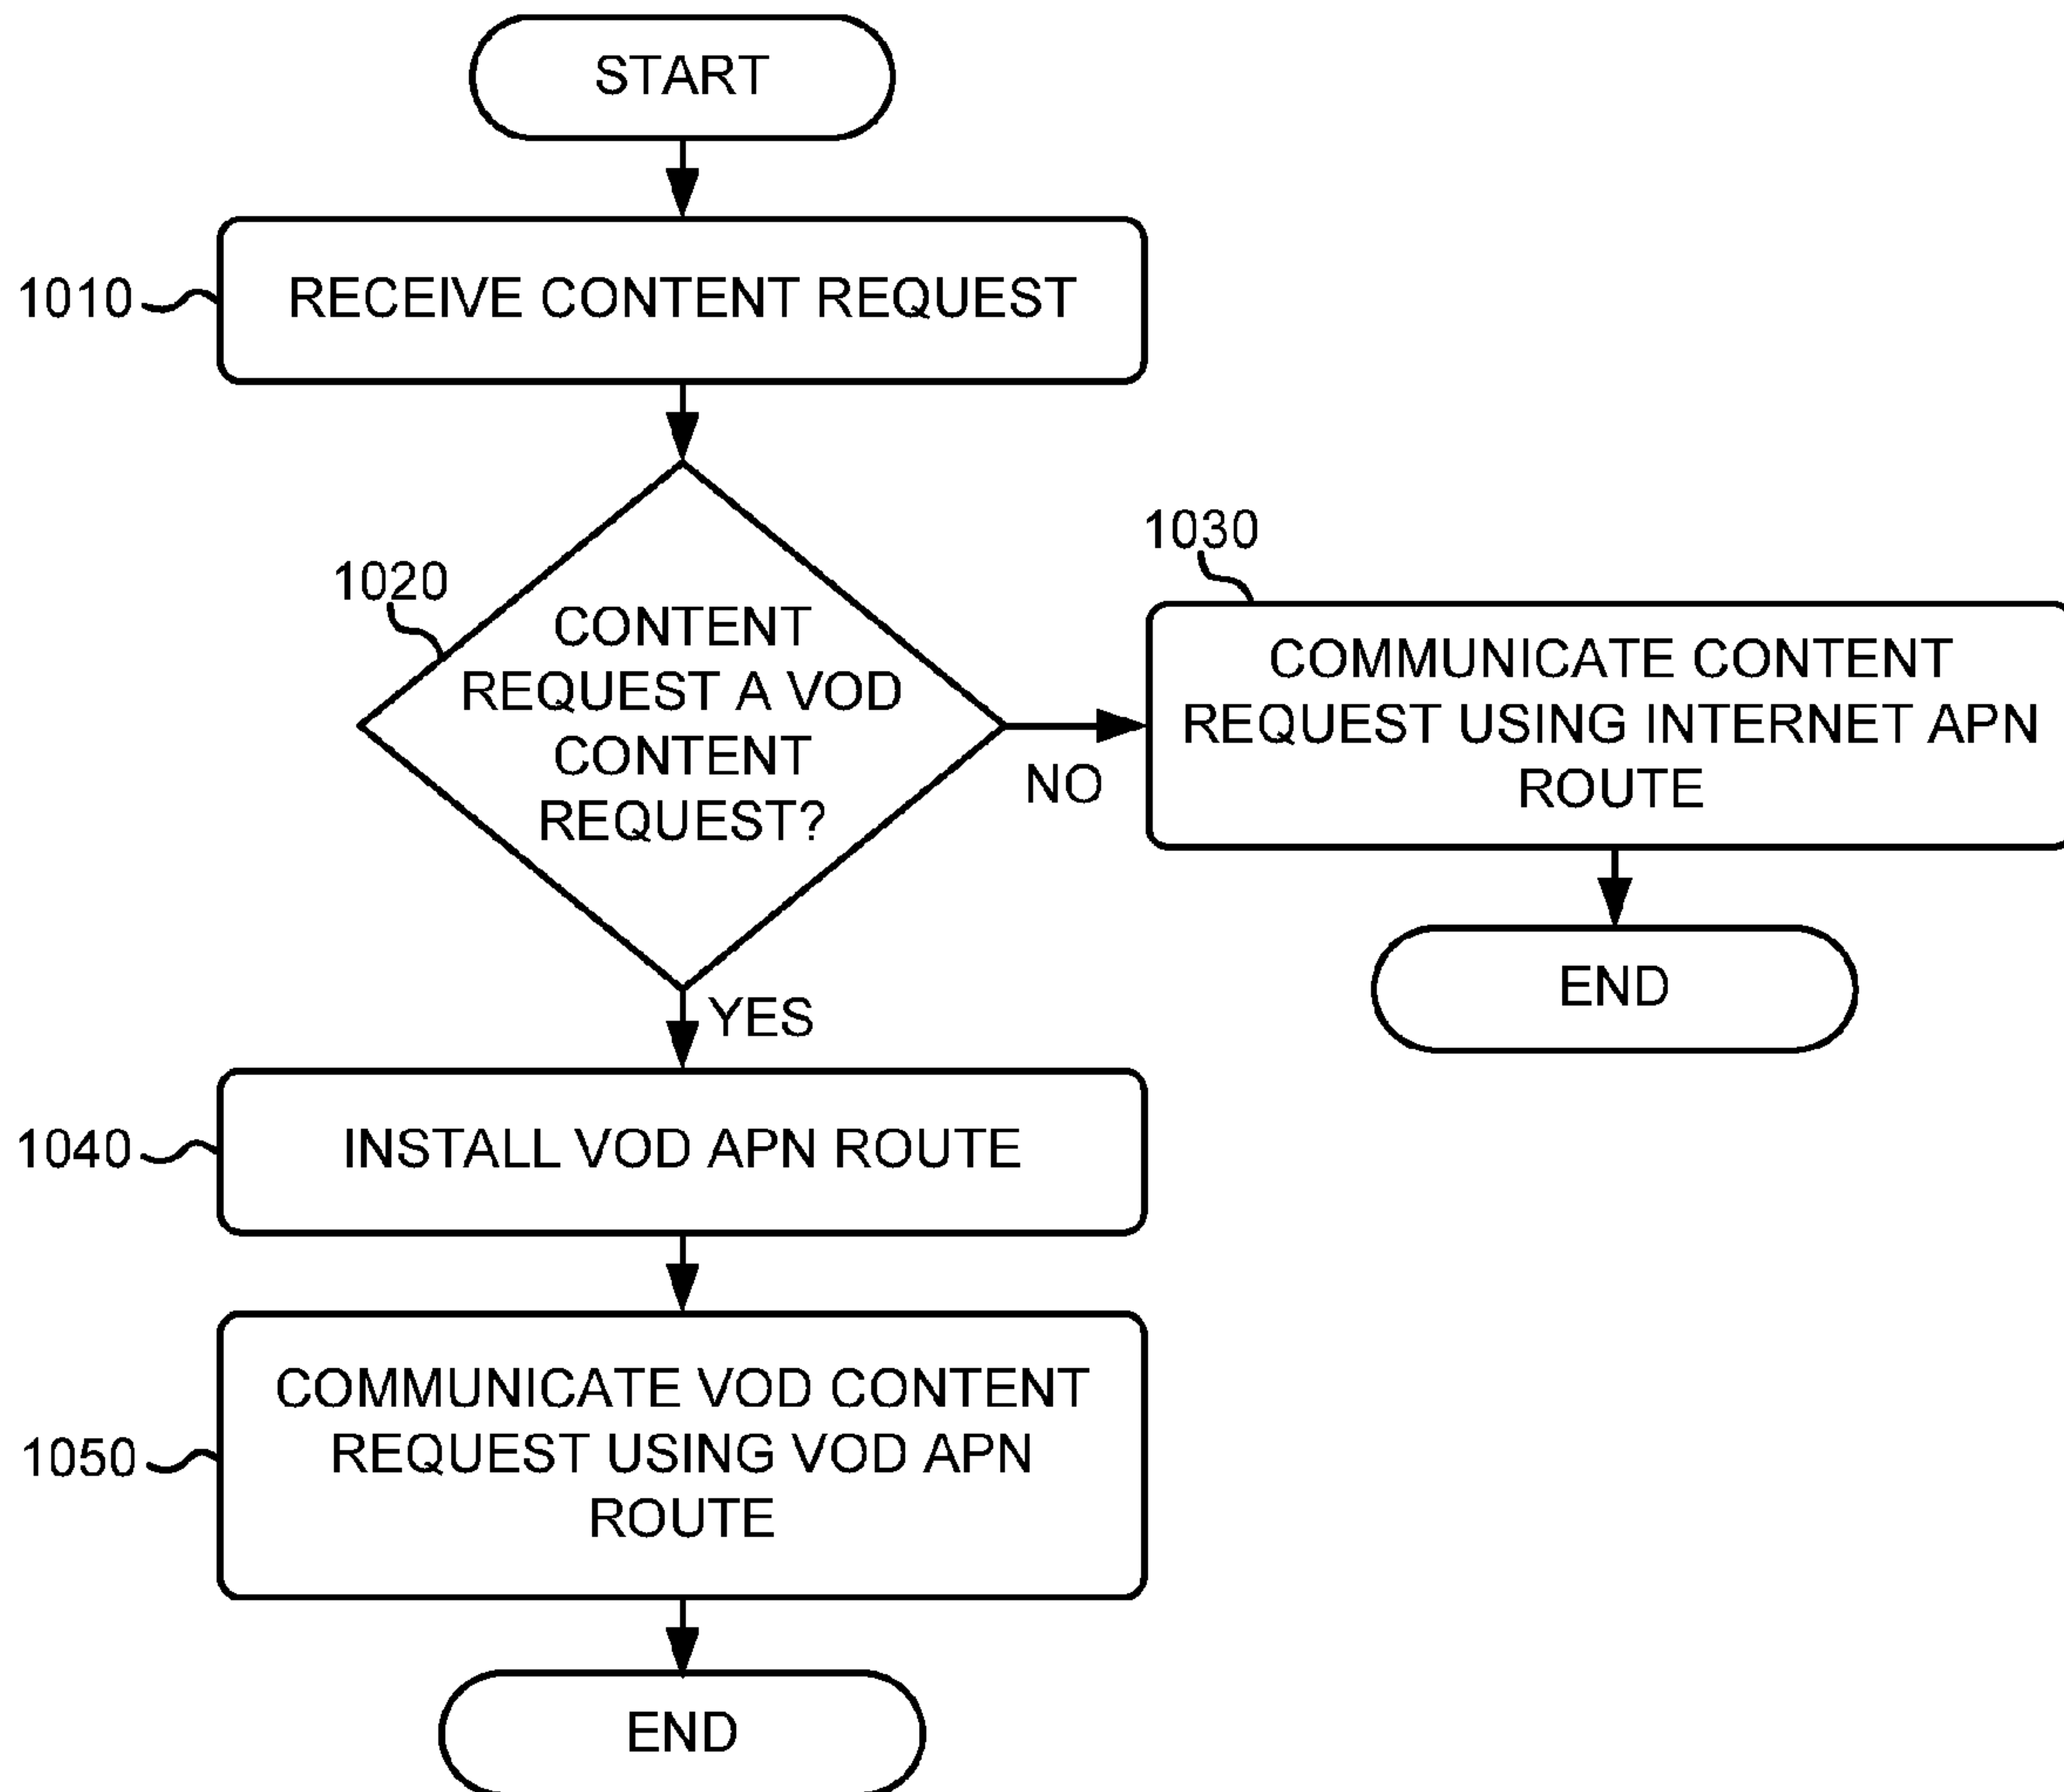 START
1010
RECEIVE CONTENT REQUEST
1020
CONTENT
REQUEST A VOD
CONTENT
REQUEST?
NO
1030
COMMUNICATE CONTENT
REQUEST USING INTERNET APN
ROUTE
END
YES
1040
INSTALL VOD APN ROUTE
1050
COMMUNICATE VOD CONTENT
REQUEST USING VOD APN
ROUTE
END